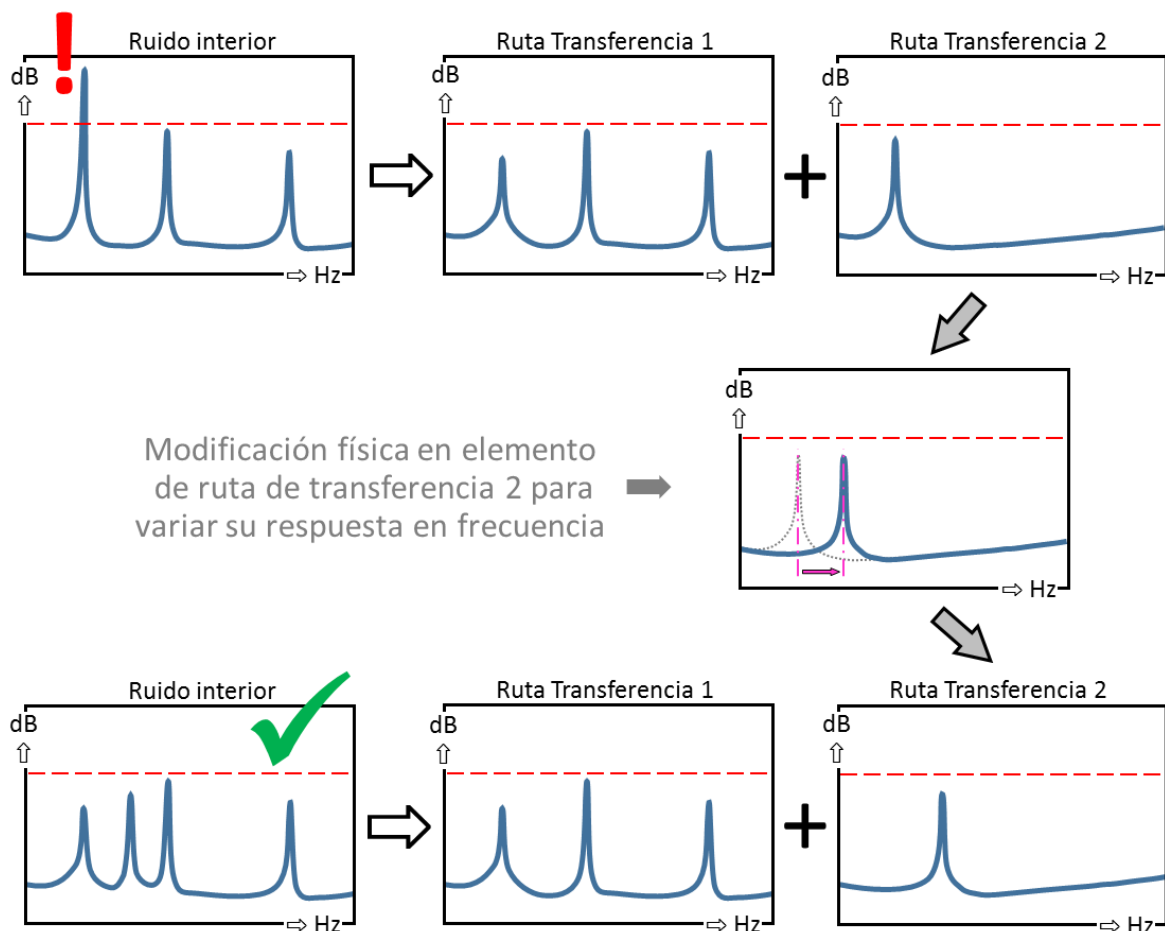 Ruido interior
dB
⇨ Hz
Ruta Transferencia 1
dB
⇨ Hz
+
Ruta Transferencia 2
dB
⇨ Hz
Modificación física en elemento
de ruta de transferencia 2 para
variar su respuesta en frecuencia
dB
⇨ Hz
Ruido interior
dB
⇨ Hz
Ruta Transferencia 1
dB
⇨ Hz
+
Ruta Transferencia 2
dB
⇨ Hz